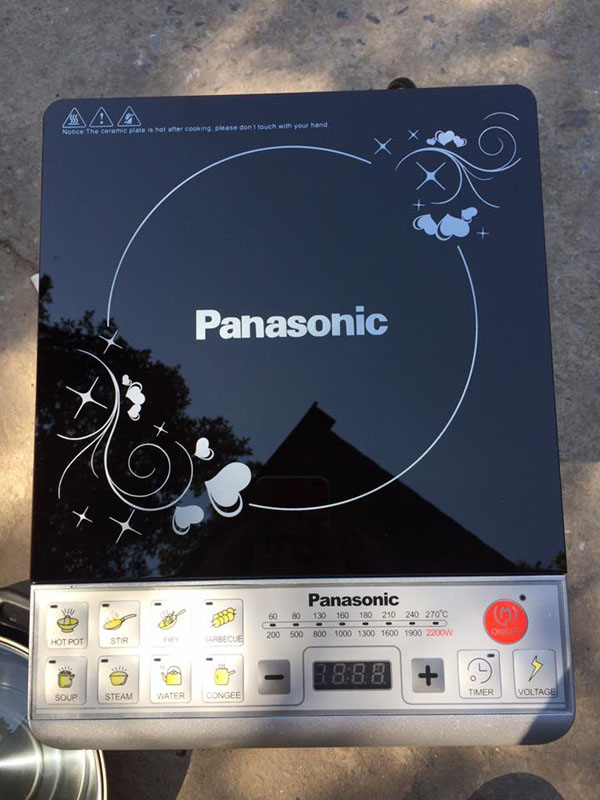 Notice:The ceramic plate is hot after cooking, please don't touch with your hand
Panasonic
Panasonic
60 80 130 160 180 210 240 270°C
200 500 800 1000 1300 1600 1900 2200W
ON/OFF
HOT POT STIR FRY BARBECUE
SOUP STEAM WATER CONGEE
- +
TIMER VOLTAGE